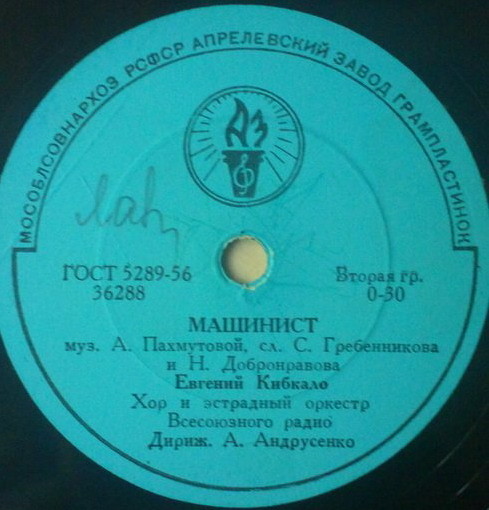 МОСОБЛСОВНАРХОЗ РСФСР АПРЕЛЕВСКИЙ ЗАВОД ГРАМПЛАСТИНОК
АЗ
ГОСТ 5289-56
36288
Вторая гр.
0-30
МАШИНИСТ
муз. А. Пахмутовой, сл. С. Гребенникова
и Н. Добронравова
Евгений Кибкало
Хор и эстрадный оркестр
Всесоюзного радио
Дириж. А. Андрусенко